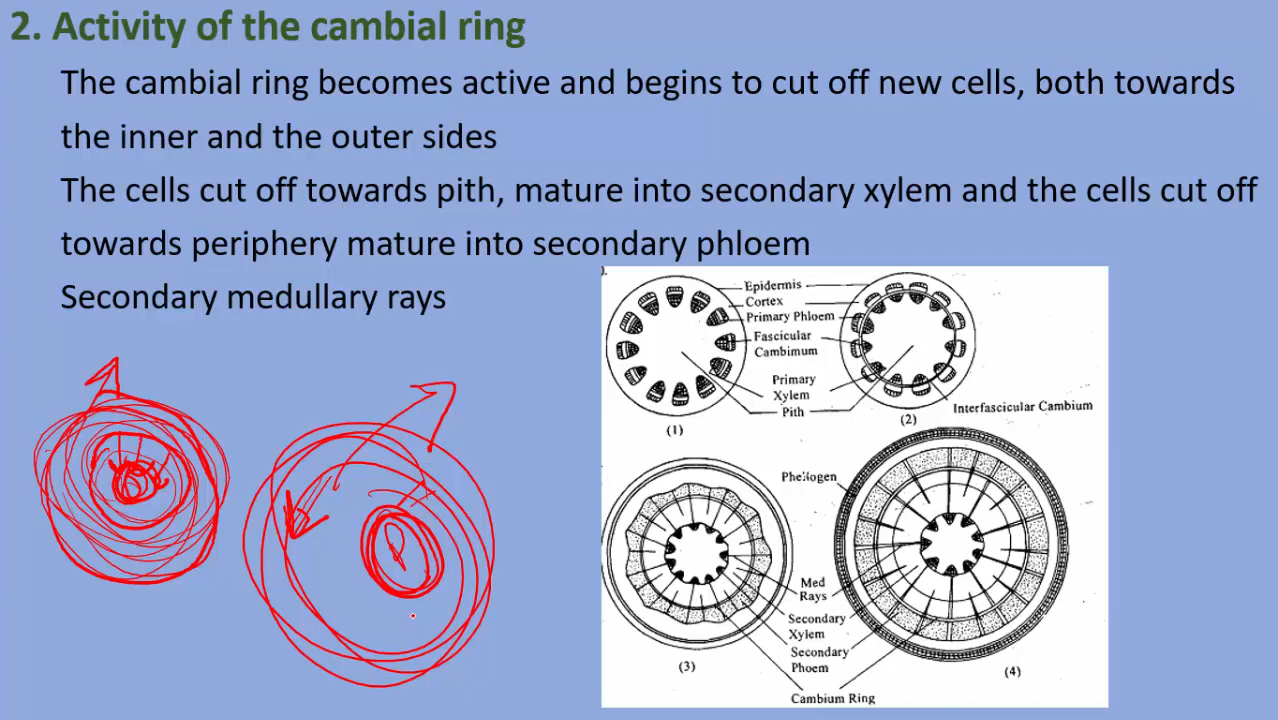 2. Activity of the cambial ring
The cambial ring becomes active and begins to cut off new cells, both towards
the inner and the outer sides
The cells cut off towards pith, mature into secondary xylem and the cells cut off
towards periphery mature into secondary phloem
Secondary medullary rays
Epidermis
Cortex
Primary Phloem
Fascicular
Cambimum
Primary
Xylem
Pith
Interfascicular Cambium
(1)
(2)
Phellogen
Med
Rays
Secondary
Xylem
Secondary
Phoem
Cambium Ring
(3)
(4)